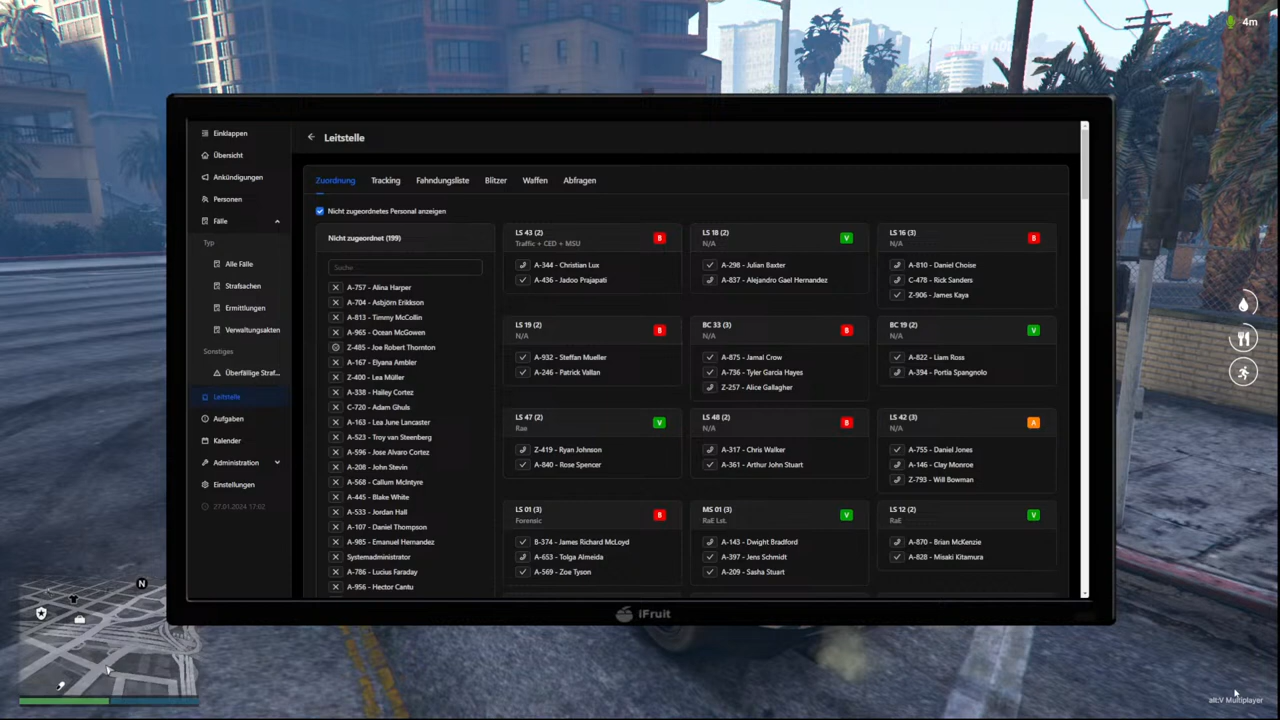 4m
Einklappen
Übersicht
Ankündigungen
Personen
Fälle
Typ
Alle Fälle
Strafsachen
Ermittlungen
Verwaltungsakten
Sonstiges
Überfällige Straf...
Leitstelle
Aufgaben
Kalender
Administration
Einstellungen
27.01.2024 17:02
Leitstelle
Zuordnung Tracking Fahndungsliste Blitzer Waffen Abfragen
Nicht zugeordnetes Personal anzeigen
Nicht zugeordnet (199)
Suche
A-757 - Alina Harper
A-704 - Asbjörn Erikkson
A-813 - Timmy McCollin
A-965 - Ocean McGowen
Z-485 - Joe Robert Thornton
A-167 - Elyana Ambler
Z-400 - Lea Müller
A-338 - Hailey Cortez
C-720 - Adam Ghuls
A-163 - Lea June Lancaster
A-523 - Troy van Steenberg
A-596 - Jose Alvaro Cortez
A-208 - John Stevin
A-568 - Callum McIntyre
A-445 - Blake White
A-533 - Jordan Hall
A-107 - Daniel Thompson
A-985 - Emanuel Hernandez
Systemadministrator
A-786 - Lucius Faraday
A-956 - Hector Cantu
LS 43 (2)
Traffic + CED + MSU
B
A-344 - Christian Lux
A-436 - Jadoo Prajapati
LS 18 (2)
N/A
V
A-298 - Julian Baxter
A-837 - Alejandro Gael Hernandez
LS 16 (3)
N/A
B
A-810 - Daniel Choise
C-478 - Rick Sanders
Z-906 - James Kaya
LS 19 (2)
N/A
B
A-932 - Steffan Mueller
A-246 - Patrick Vallan
BC 33 (3)
N/A
B
A-875 - Jamal Crow
A-736 - Tyler Garcia Hayes
Z-257 - Alice Gallagher
BC 19 (2)
N/A
V
A-822 - Liam Ross
A-394 - Portia Spangnolo
LS 47 (2)
Rae
V
Z-419 - Ryan Johnson
A-840 - Rose Spencer
LS 48 (2)
N/A
B
A-317 - Chris Walker
A-361 - Arthur John Stuart
LS 42 (3)
N/A
A
A-755 - Daniel Jones
A-146 - Clay Monroe
Z-793 - Will Bowman
LS 01 (3)
Forensic
B
B-374 - James Richard McLoyd
A-653 - Tolga Almeida
A-569 - Zoe Tyson
MS 01 (3)
RaE Lst.
V
A-143 - Dwight Bradford
A-397 - Jens Schmidt
A-209 - Sasha Stuart
LS 12 (2)
RaE
V
A-870 - Brian McKenzie
A-828 - Misaki Kitamura
iFruit
N
alt:V Multiplayer